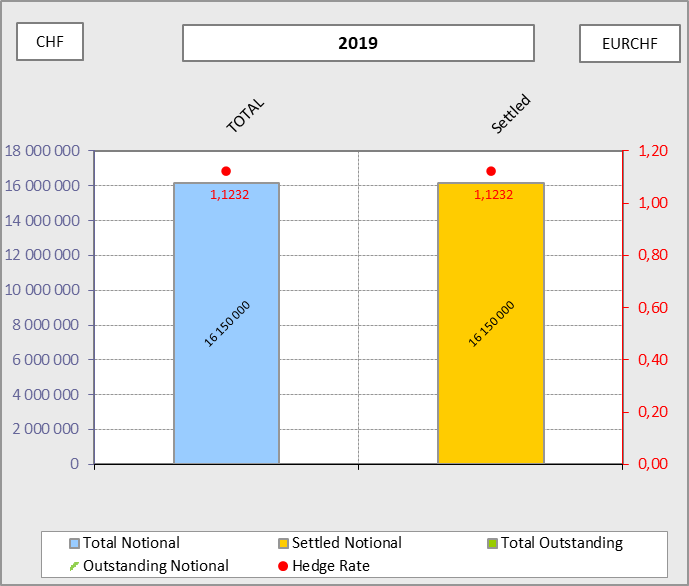 CHF
2019
EURCHF
TOTAL
Settled
18 000 000
16 000 000
14 000 000
12 000 000
10 000 000
8 000 000
6 000 000
4 000 000
2 000 000
0
1,1232
1,1232
16 150 000
16 150 000
1,20
1,00
0,80
0,60
0,40
0,20
0,00
Total Notional
Settled Notional
Total Outstanding
Outstanding Notional
Hedge Rate